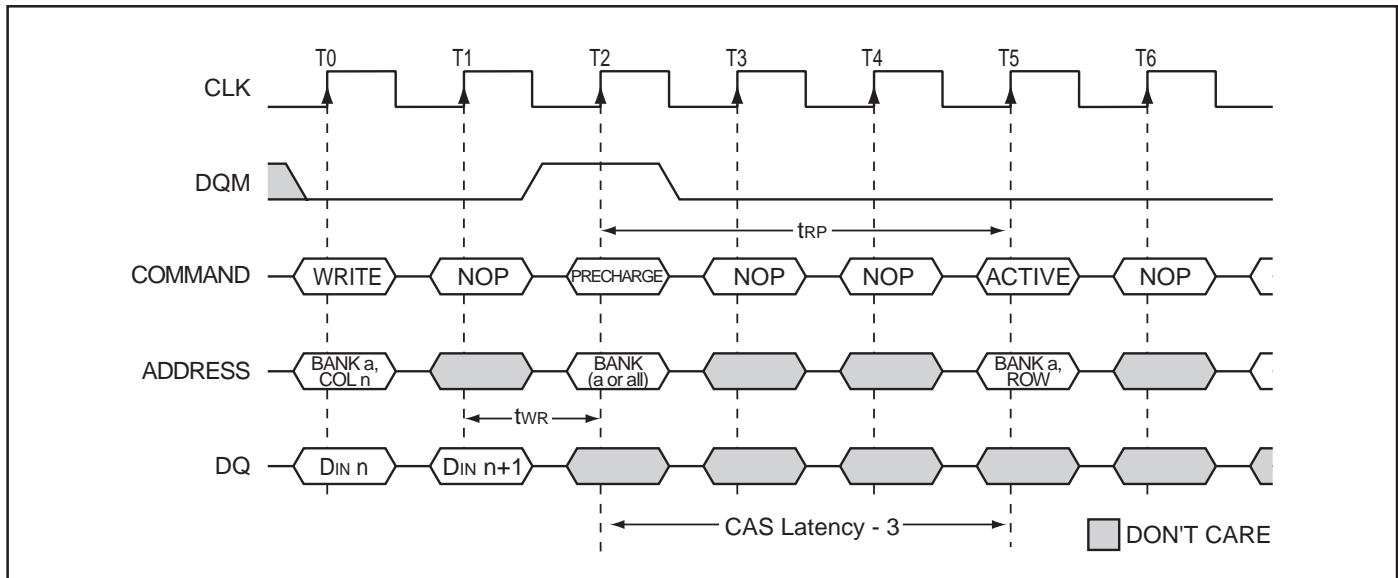 T0 T1 T2 T3 T4 T5 T6
CLK
DQM
tRP
COMMAND WRITE NOP PRECHARGE NOP NOP ACTIVE NOP
ADDRESS BANK a, COL n BANK (a or all) BANK a, ROW
tWR
DQ DIN n DIN n+1
CAS Latency - 3
DON'T CARE